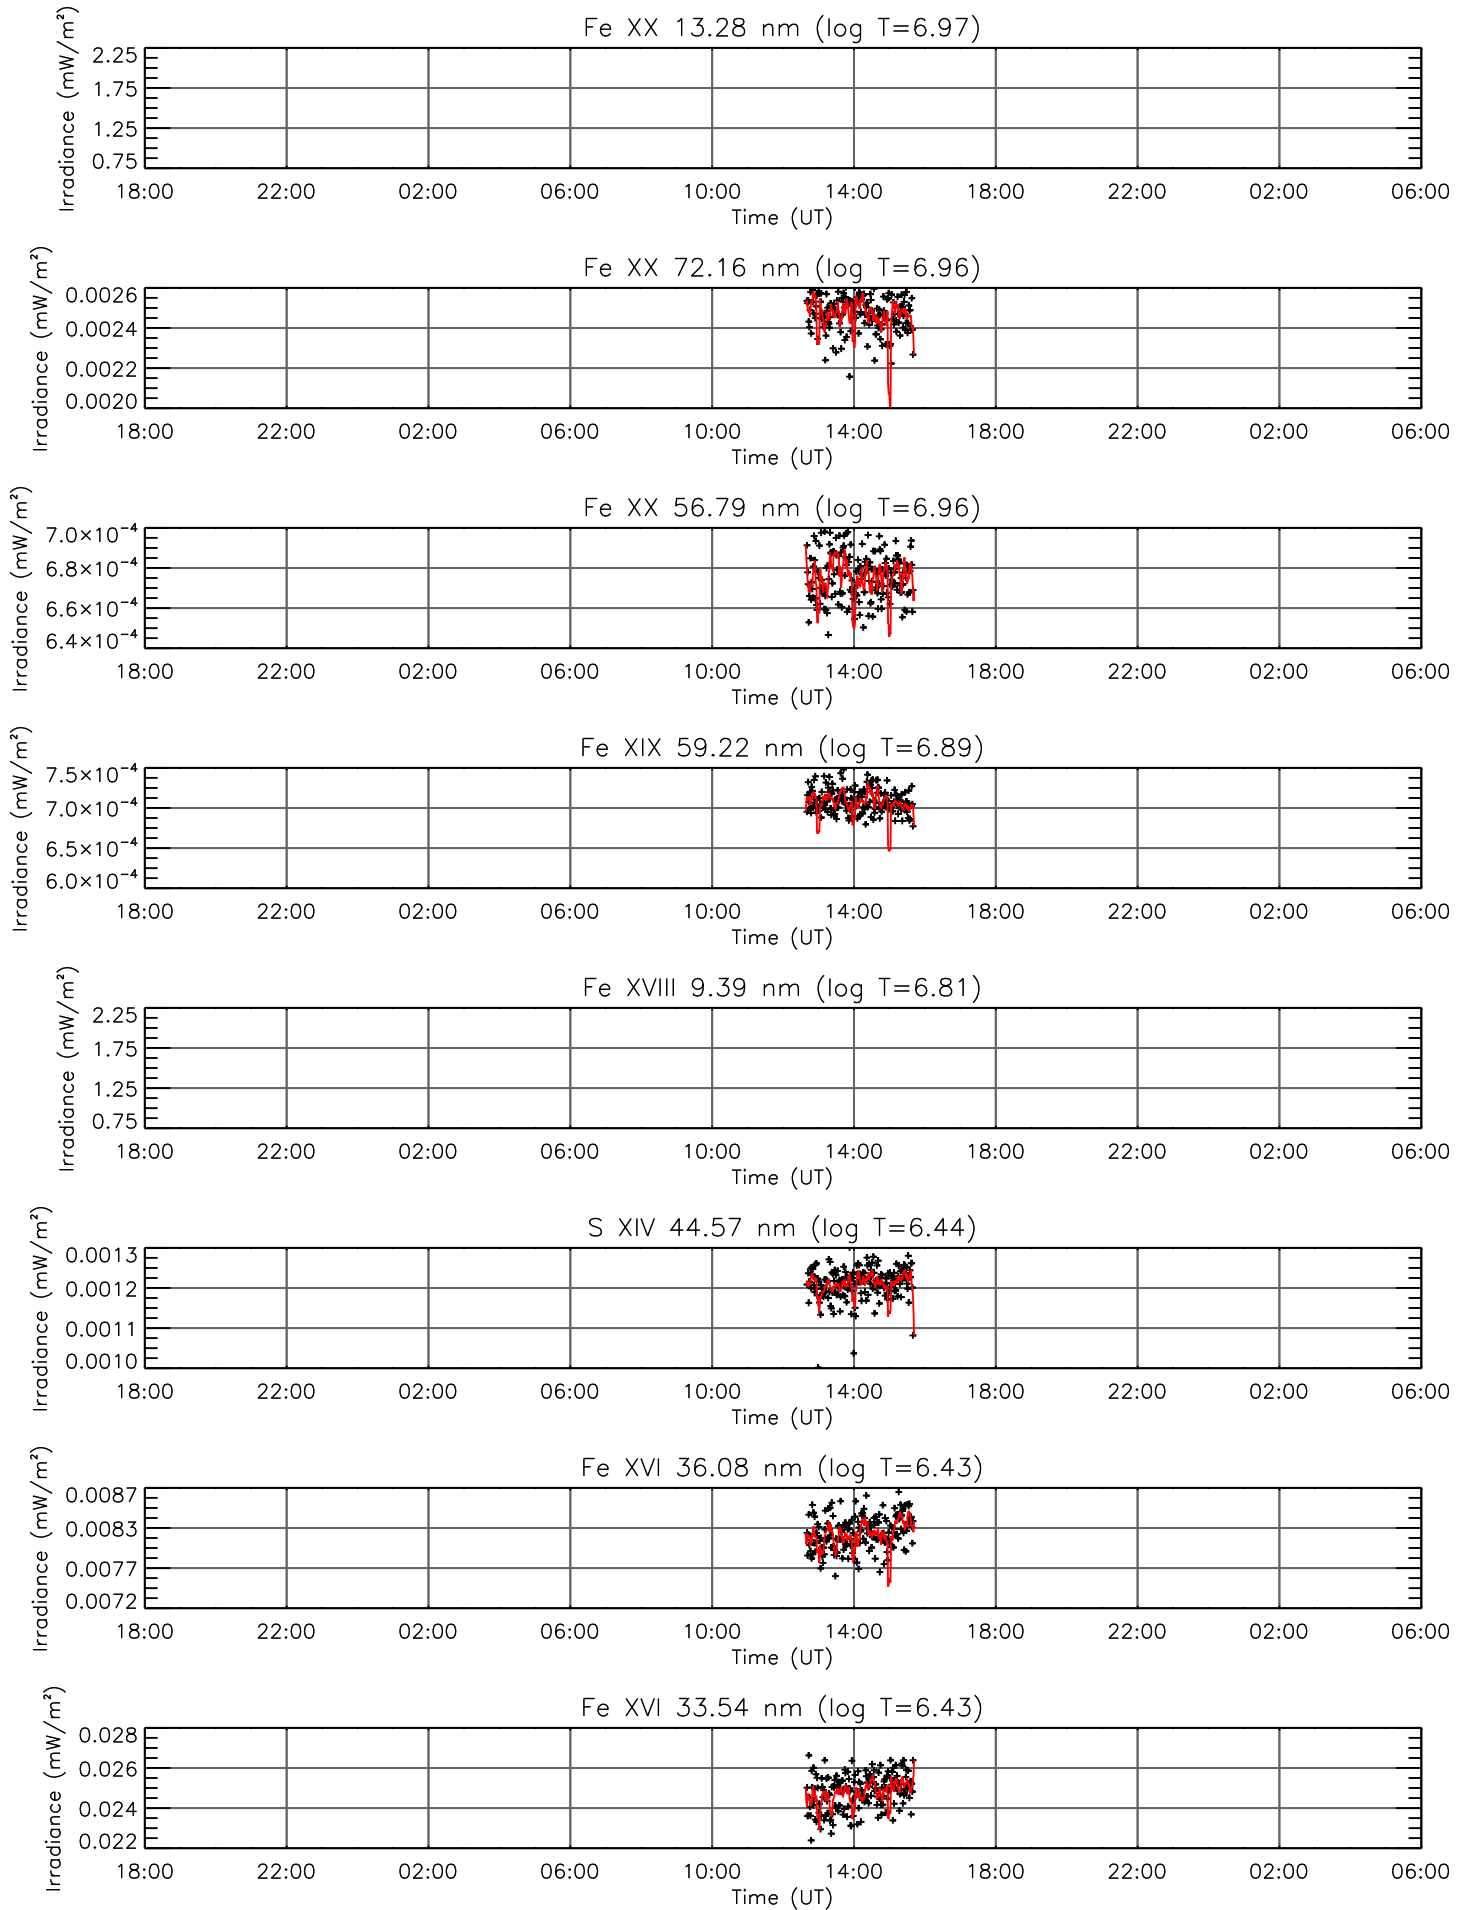 Fe XX 13.28 nm (log T=6.97)
Irradiance (mW/m²)
2.25
1.75
1.25
0.75
18:00 22:00 02:00 06:00 10:00 14:00 18:00 22:00 02:00 06:00
Time (UT)
Fe XX 72.16 nm (log T=6.96)
Irradiance (mW/m²)
0.0026
0.0024
0.0022
0.0020
18:00 22:00 02:00 06:00 10:00 14:00 18:00 22:00 02:00 06:00
Time (UT)
Fe XX 56.79 nm (log T=6.96)
Irradiance (mW/m²)
7.0×10⁻⁴
6.8×10⁻⁴
6.6×10⁻⁴
6.4×10⁻⁴
18:00 22:00 02:00 06:00 10:00 14:00 18:00 22:00 02:00 06:00
Time (UT)
Fe XIX 59.22 nm (log T=6.89)
Irradiance (mW/m²)
7.5×10⁻⁴
7.0×10⁻⁴
6.5×10⁻⁴
6.0×10⁻⁴
18:00 22:00 02:00 06:00 10:00 14:00 18:00 22:00 02:00 06:00
Time (UT)
Fe XVIII 9.39 nm (log T=6.81)
Irradiance (mW/m²)
2.25
1.75
1.25
0.75
18:00 22:00 02:00 06:00 10:00 14:00 18:00 22:00 02:00 06:00
Time (UT)
S XIV 44.57 nm (log T=6.44)
Irradiance (mW/m²)
0.0013
0.0012
0.0011
0.0010
18:00 22:00 02:00 06:00 10:00 14:00 18:00 22:00 02:00 06:00
Time (UT)
Fe XVI 36.08 nm (log T=6.43)
Irradiance (mW/m²)
0.0087
0.0083
0.0077
0.0072
18:00 22:00 02:00 06:00 10:00 14:00 18:00 22:00 02:00 06:00
Time (UT)
Fe XVI 33.54 nm (log T=6.43)
Irradiance (mW/m²)
0.028
0.026
0.024
0.022
18:00 22:00 02:00 06:00 10:00 14:00 18:00 22:00 02:00 06:00
Time (UT)